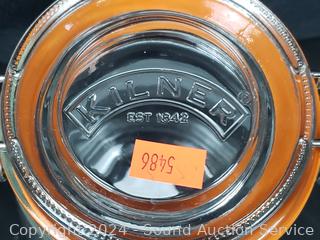 KILNER®
EST 1842
5486
Copyright 2024 - Sound Auction Service